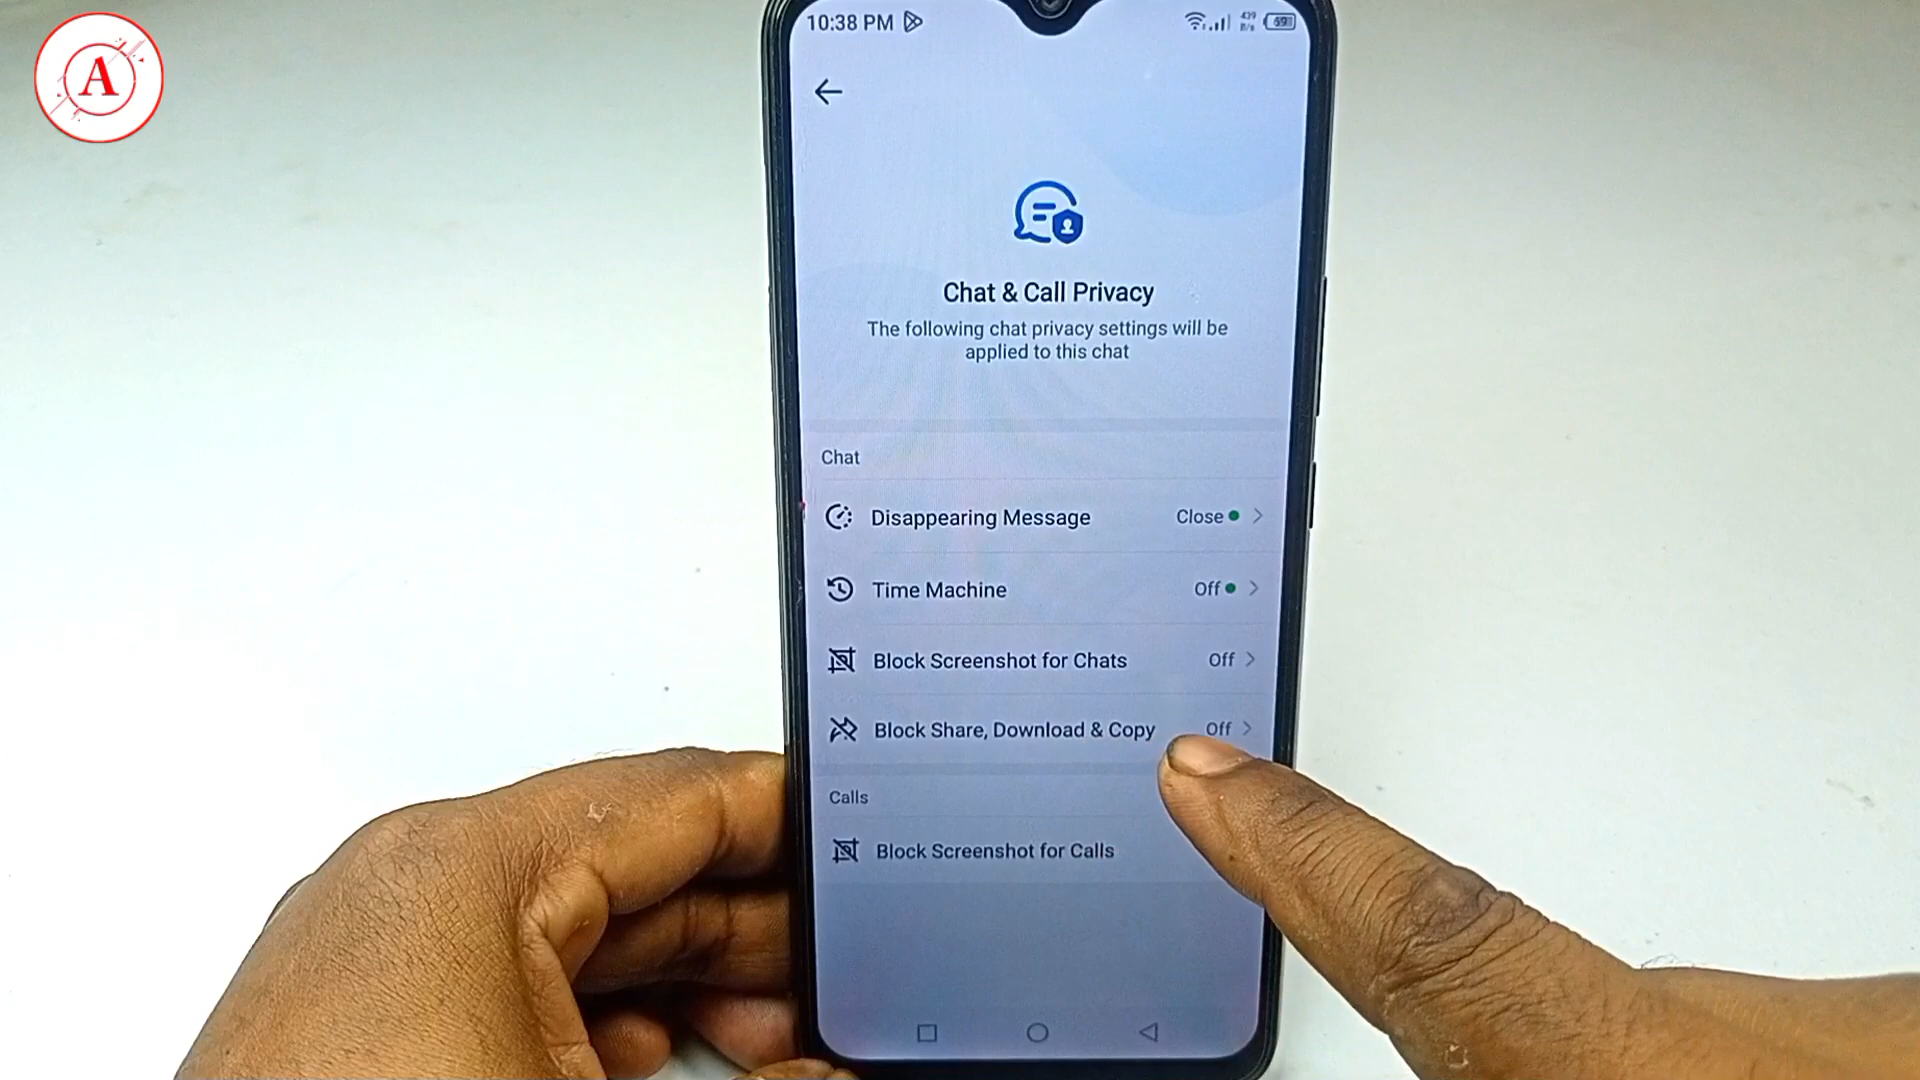 A
10:38 PM
439
B/s
59
Chat & Call Privacy
The following chat privacy settings will be
applied to this chat
Chat
Disappearing Message Close
Time Machine Off
Block Screenshot for Chats Off
Block Share, Download & Copy Off
Calls
Block Screenshot for Calls